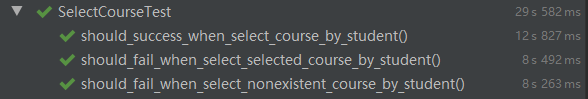 SelectCourseTest 29 s 582 ms
should_success_when_select_course_by_student() 12 s 827 ms
should_fail_when_select_selected_course_by_student() 8 s 492 ms
should_fail_when_select_nonexistent_course_by_student() 8 s 263 ms